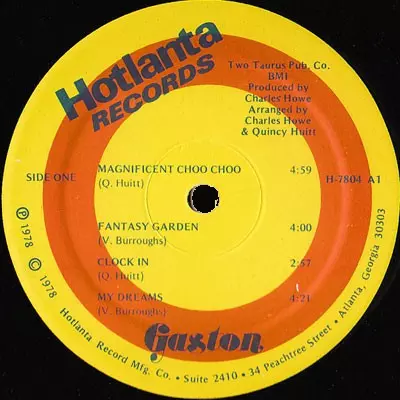 Hotlanta
RECORDS
Two Taurus Pub. Co.
BMI
Produced by
Charles Howe
Arranged by
Charles Howe
& Quincy Huitt
SIDE ONE
H-7804 A1
MAGNIFICENT CHOO CHOO 4:59
(Q. Huitt)
FANTASY GARDEN 4:00
(V. Burroughs)
CLOCK IN 2:57
(Q. Huitt)
MY DREAMS 4:21
(V. Burroughs)
Gaston
Ⓟ 1978 © 1978 Hotlanta Record Mfg. Co. • Suite 2410 • 34 Peachtree Street • Atlanta, Georgia 30303